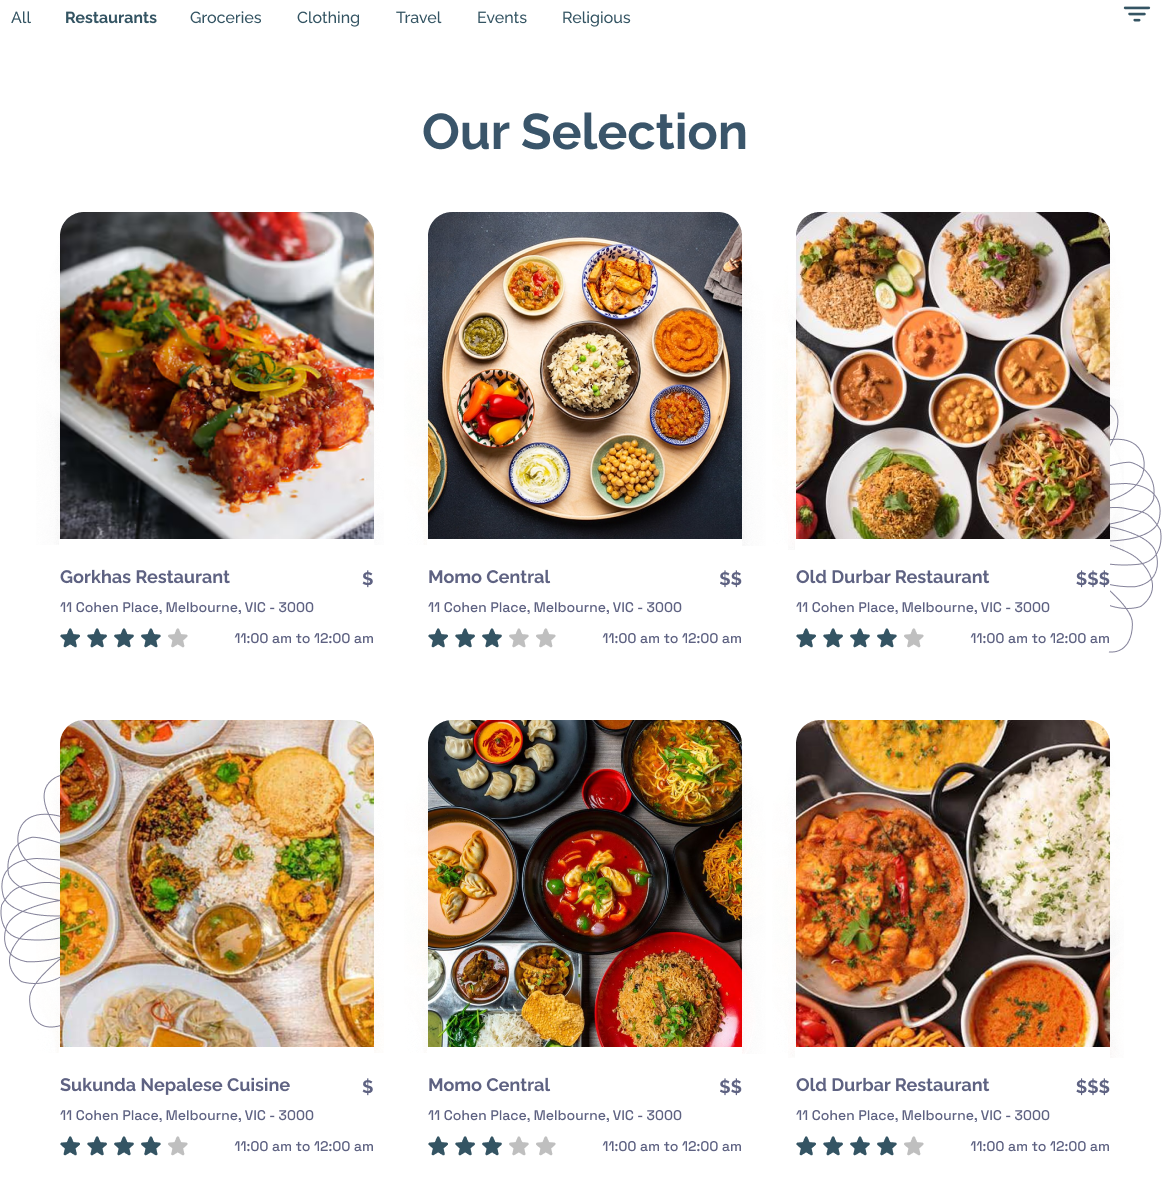 All Restaurants Groceries Clothing Travel Events Religious
Our Selection
Gorkhas Restaurant $
11 Cohen Place, Melbourne, VIC - 3000
11:00 am to 12:00 am
Momo Central $$
11 Cohen Place, Melbourne, VIC - 3000
11:00 am to 12:00 am
Old Durbar Restaurant $$$
11 Cohen Place, Melbourne, VIC - 3000
11:00 am to 12:00 am
Sukunda Nepalese Cuisine $
11 Cohen Place, Melbourne, VIC - 3000
11:00 am to 12:00 am
Momo Central $$
11 Cohen Place, Melbourne, VIC - 3000
11:00 am to 12:00 am
Old Durbar Restaurant $$$
11 Cohen Place, Melbourne, VIC - 3000
11:00 am to 12:00 am